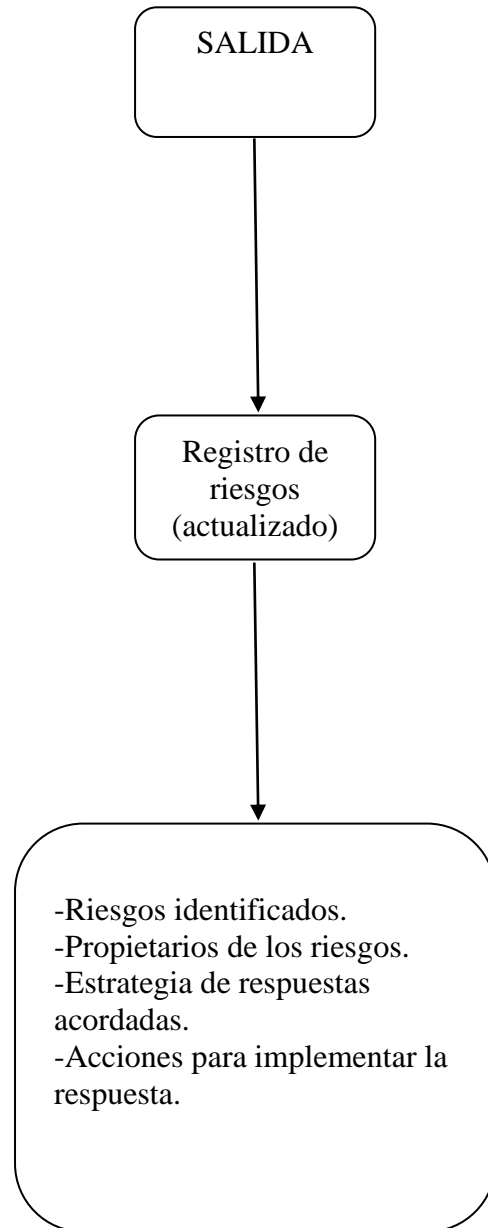 SALIDA
Registro de
riesgos
(actualizado)
-Riesgos identificados.
-Propietarios de los riesgos.
-Estrategia de respuestas
acordadas.
-Acciones para implementar la
respuesta.